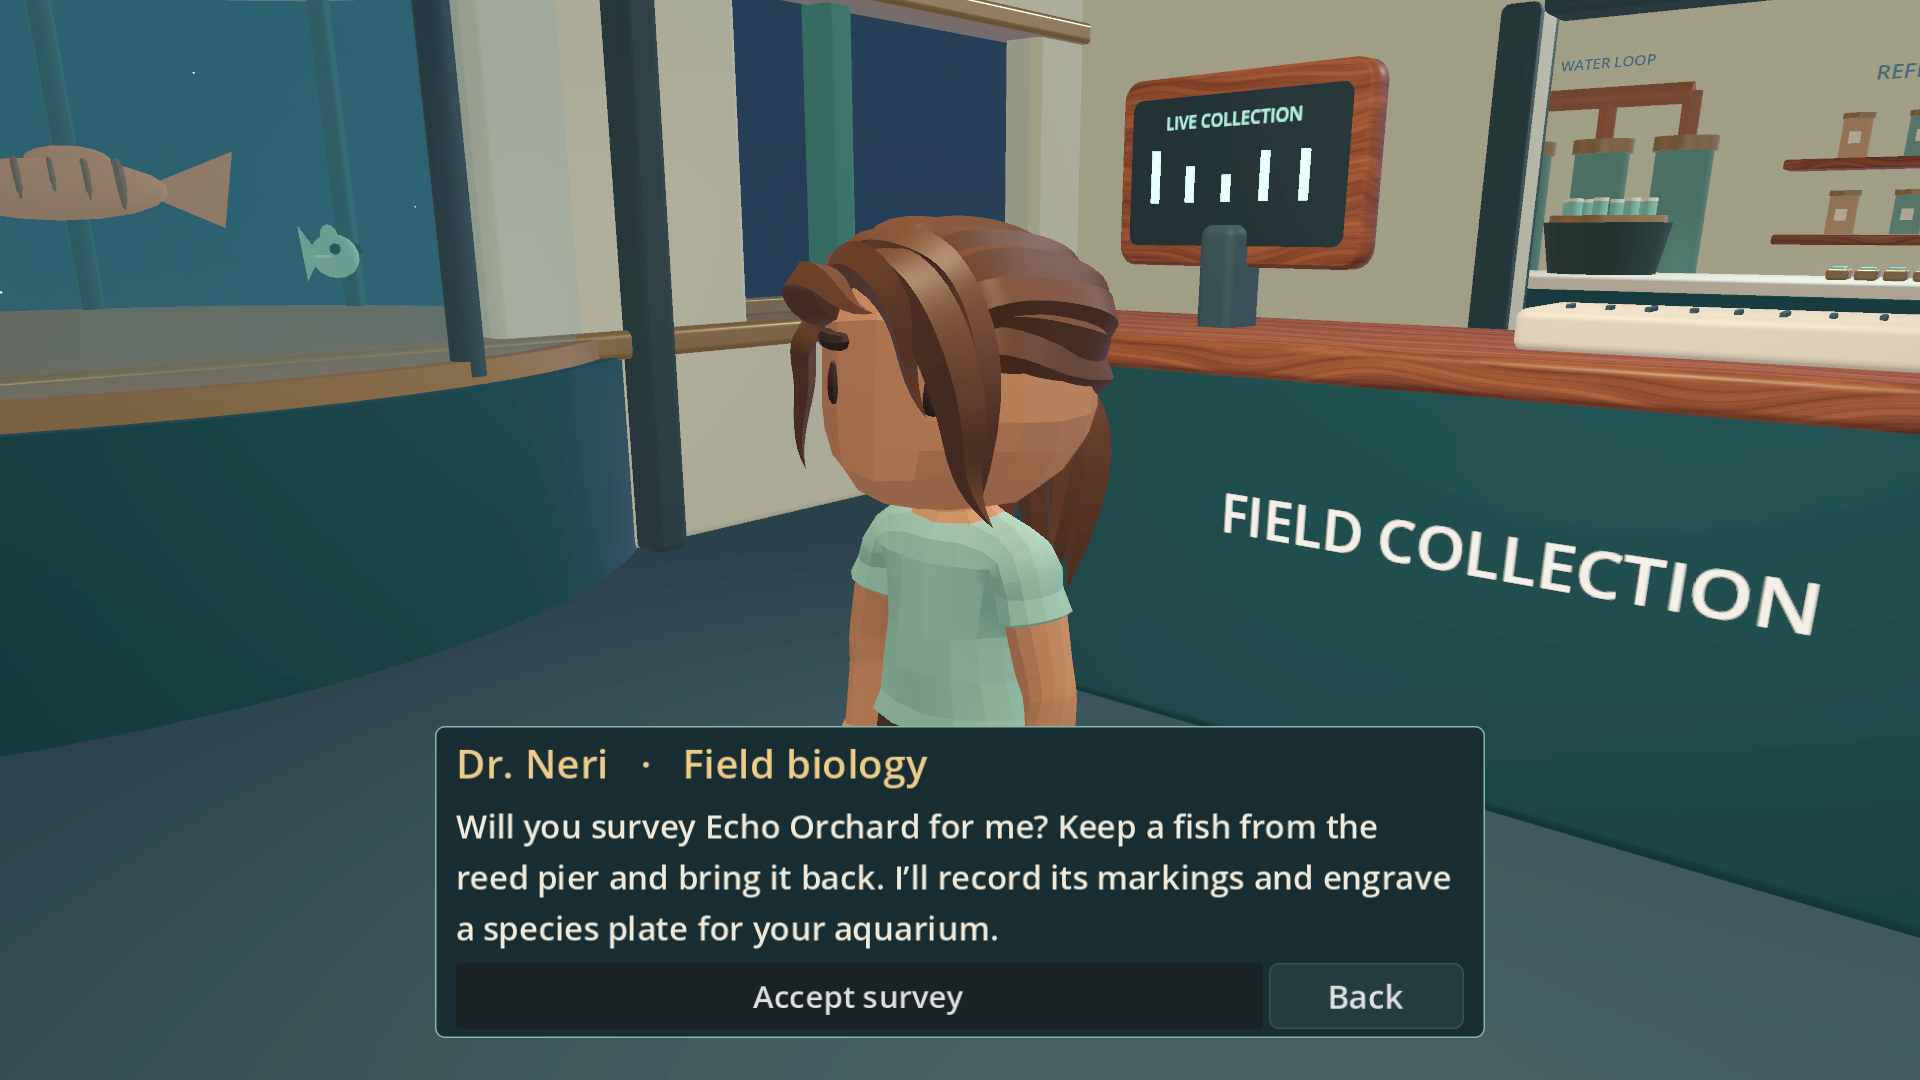 WATER LOOP
LIVE COLLECTION
FIELD COLLECTION
Dr. Neri · Field biology
Will you survey Echo Orchard for me? Keep a fish from the
reed pier and bring it back. I’ll record its markings and engrave
a species plate for your aquarium.
Accept survey
Back